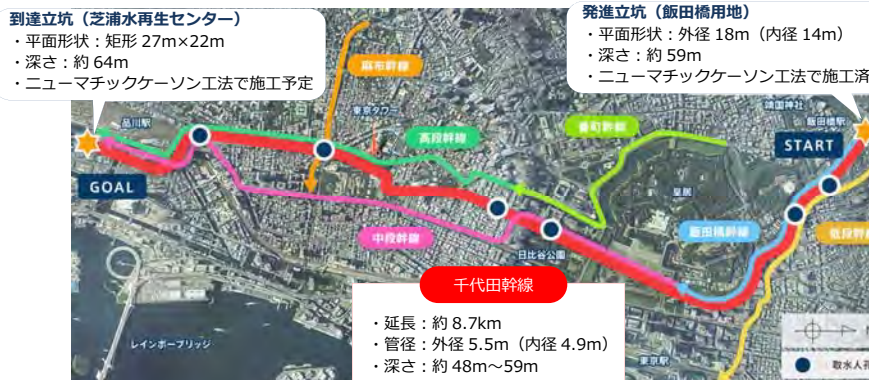 到達立坑（芝浦水再生センター）
・平面形状：矩形 27m×22m
・深さ：約 64m
・ニューマチックケーソン工法で施工予定
発進立坑（飯田橋用地）
・平面形状：外径 18m（内径 14m）
・深さ：約 59m
・ニューマチックケーソン工法で施工済
麻布幹線
品川駅
東京タワー
高段幹線
番町幹線
靖国神社
飯田橋駅
START
GOAL
皇居
中段幹線
日比谷公園
飯田橋幹線
低段幹
千代田幹線
・延長：約 8.7km
・管径：外径 5.5m（内径 4.9m）
・深さ：約 48m～59m
レインボーブリッジ
東京駅
取水人孔